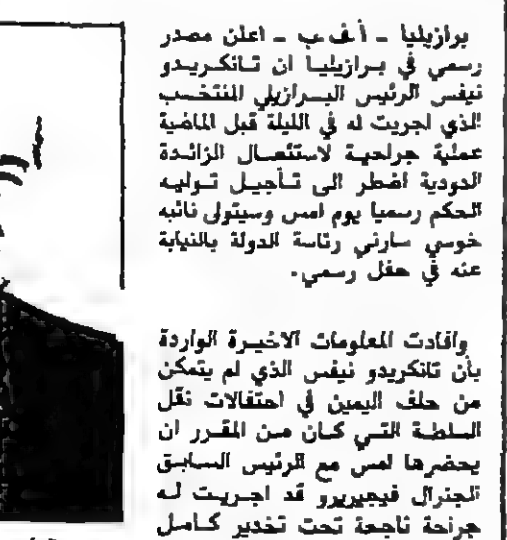 برازيليا ـ أ ف ب ـ اعلن مصدر
رسمي في برازيليا ان تانكريدو
نيفس الرئيس البرازيلي المنتخب
الذي اجريت له في الليلة قبل الماضية
عملية جراحية لاستئصال الزائدة
الدودية اضطر الى تأجيل توليه
الحكم رسميا يوم امس وسيتولى نائبه
خوسي سارني رئاسة الدولة بالنيابة
عنه في حفل رسمي.
وافادت المعلومات الاخيرة الواردة
بأن تانكريدو نيفس الذي لم يتمكن
من حلف اليمين في احتفالات نقل
السلطة التي كان من المقرر ان
يحضرها امس مع الرئيس السابق
الجنرال فيجيريرو قد اجريت له
جراحة ناجحة تحت تخدير كامل